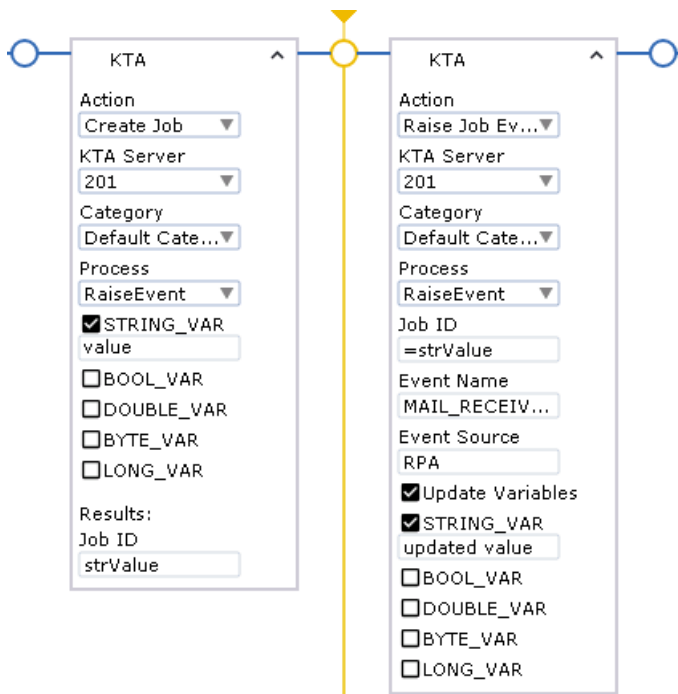 KTA
Action
Create Job
KTA Server
201
Category
Default Cate...
Process
RaiseEvent
STRING_VAR
value
BOOL_VAR
DOUBLE_VAR
BYTE_VAR
LONG_VAR
Results:
Job ID
strValue
KTA
Action
Raise Job Ev...
KTA Server
201
Category
Default Cate...
Process
RaiseEvent
Job ID
=strValue
Event Name
MAIL_RECEIV...
Event Source
RPA
Update Variables
STRING_VAR
updated value
BOOL_VAR
DOUBLE_VAR
BYTE_VAR
LONG_VAR